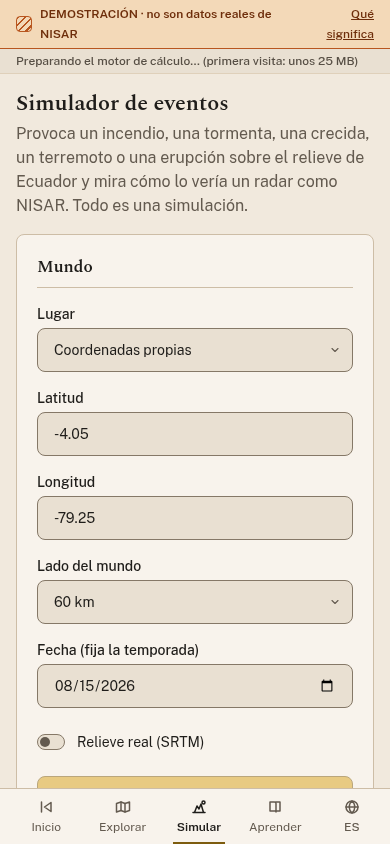 DEMOSTRACIÓN · no son datos reales de
NISAR
Qué
significa
Preparando el motor de cálculo... (primera visita: unos 25 MB)
Simulador de eventos
Provoca un incendio, una tormenta, una crecida,
un terremoto o una erupción sobre el relieve de
Ecuador y mira cómo lo vería un radar como
NISAR. Todo es una simulación.
Mundo
Lugar
Coordenadas propias
Latitud
-4.05
Longitud
-79.25
Lado del mundo
60 km
Fecha (fija la temporada)
08/15/2026
Relieve real (SRTM)
Inicio
Explorar
Simular
Aprender
ES